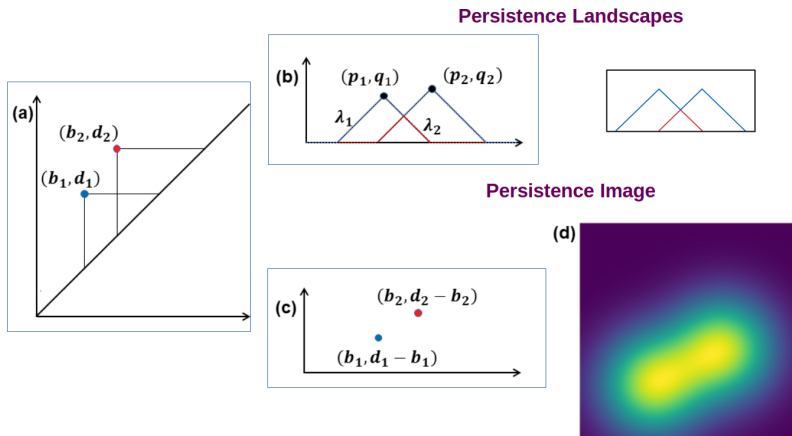 Persistence Landscapes
(a)
(b₂, d₂)
(b₁, d₁)
(b)
(p₁, q₁)
(p₂, q₂)
λ₁
λ₂
Persistence Image
(c)
(b₂, d₂ − b₂)
(b₁, d₁ − b₁)
(d)